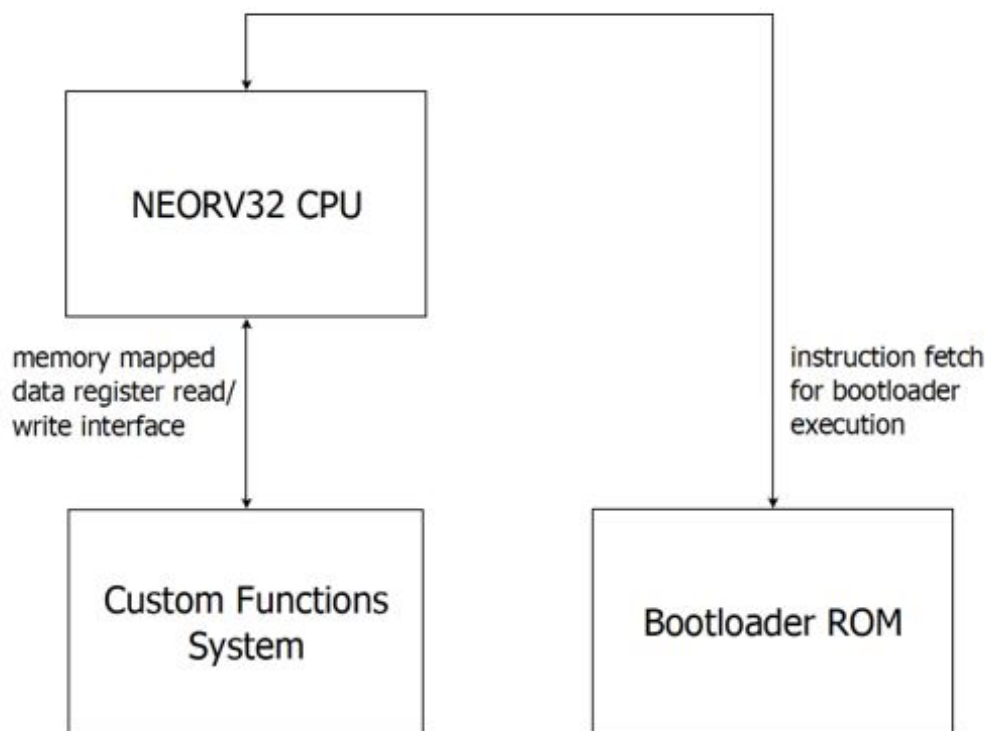 NEORV32 CPU
memory mapped
data register read/
write interface
instruction fetch
for bootloader
execution
Custom Functions
System
Bootloader ROM